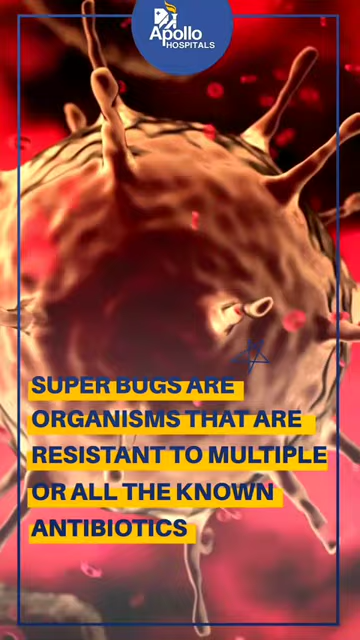 Apollo
HOSPITALS
SUPER BUGS ARE
ORGANISMS THAT ARE
RESISTANT TO MULTIPLE
OR ALL THE KNOWN
ANTIBIOTICS